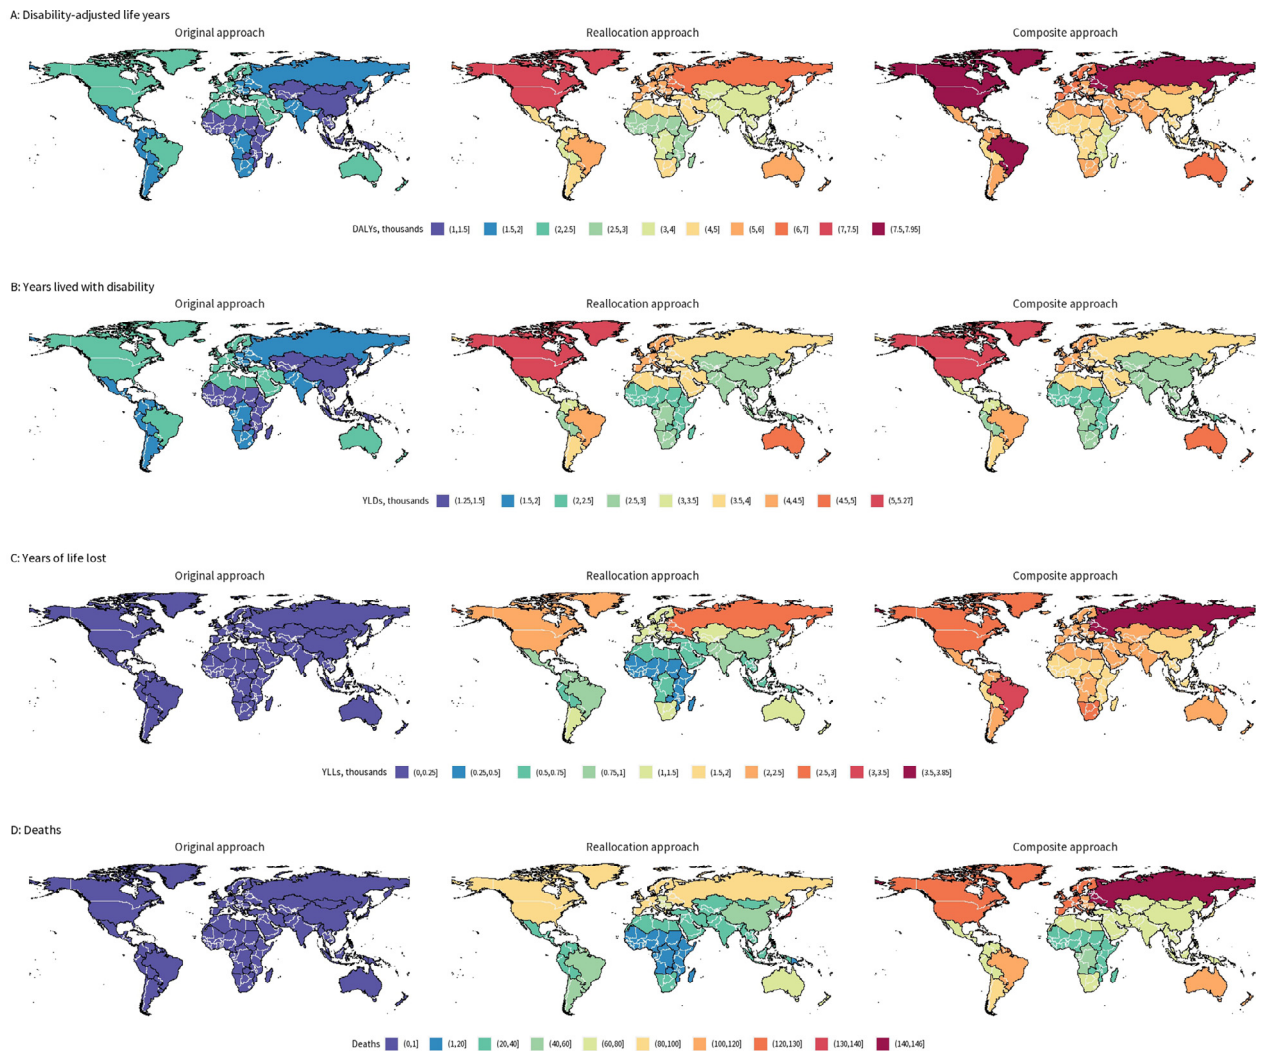 A: Disability-adjusted life years
Original approach
Reallocation approach
Composite approach
DALYs, thousands (1,1.5] (1.5,2] (2,2.5] (2.5,3] (3,4] (4,5] (5,6] (6,7] (7,7.5] (7.5,7.95]
B: Years lived with disability
Original approach
Reallocation approach
Composite approach
YLDs, thousands (1.25,1.5] (1.5,2] (2,2.5] (2.5,3] (3,3.5] (3.5,4] (4,4.5] (4.5,5] (5,5.27]
C: Years of life lost
Original approach
Reallocation approach
Composite approach
YLLs, thousands (0,0.25] (0.25,0.5] (0.5,0.75] (0.75,1] (1,1.5] (1.5,2] (2,2.5] (2.5,3] (3,3.5] (3.5,3.85]
D: Deaths
Original approach
Reallocation approach
Composite approach
Deaths (0,1] (1,20] (20,40] (40,60] (60,80] (80,100] (100,120] (120,130] (130,140] (140,146]